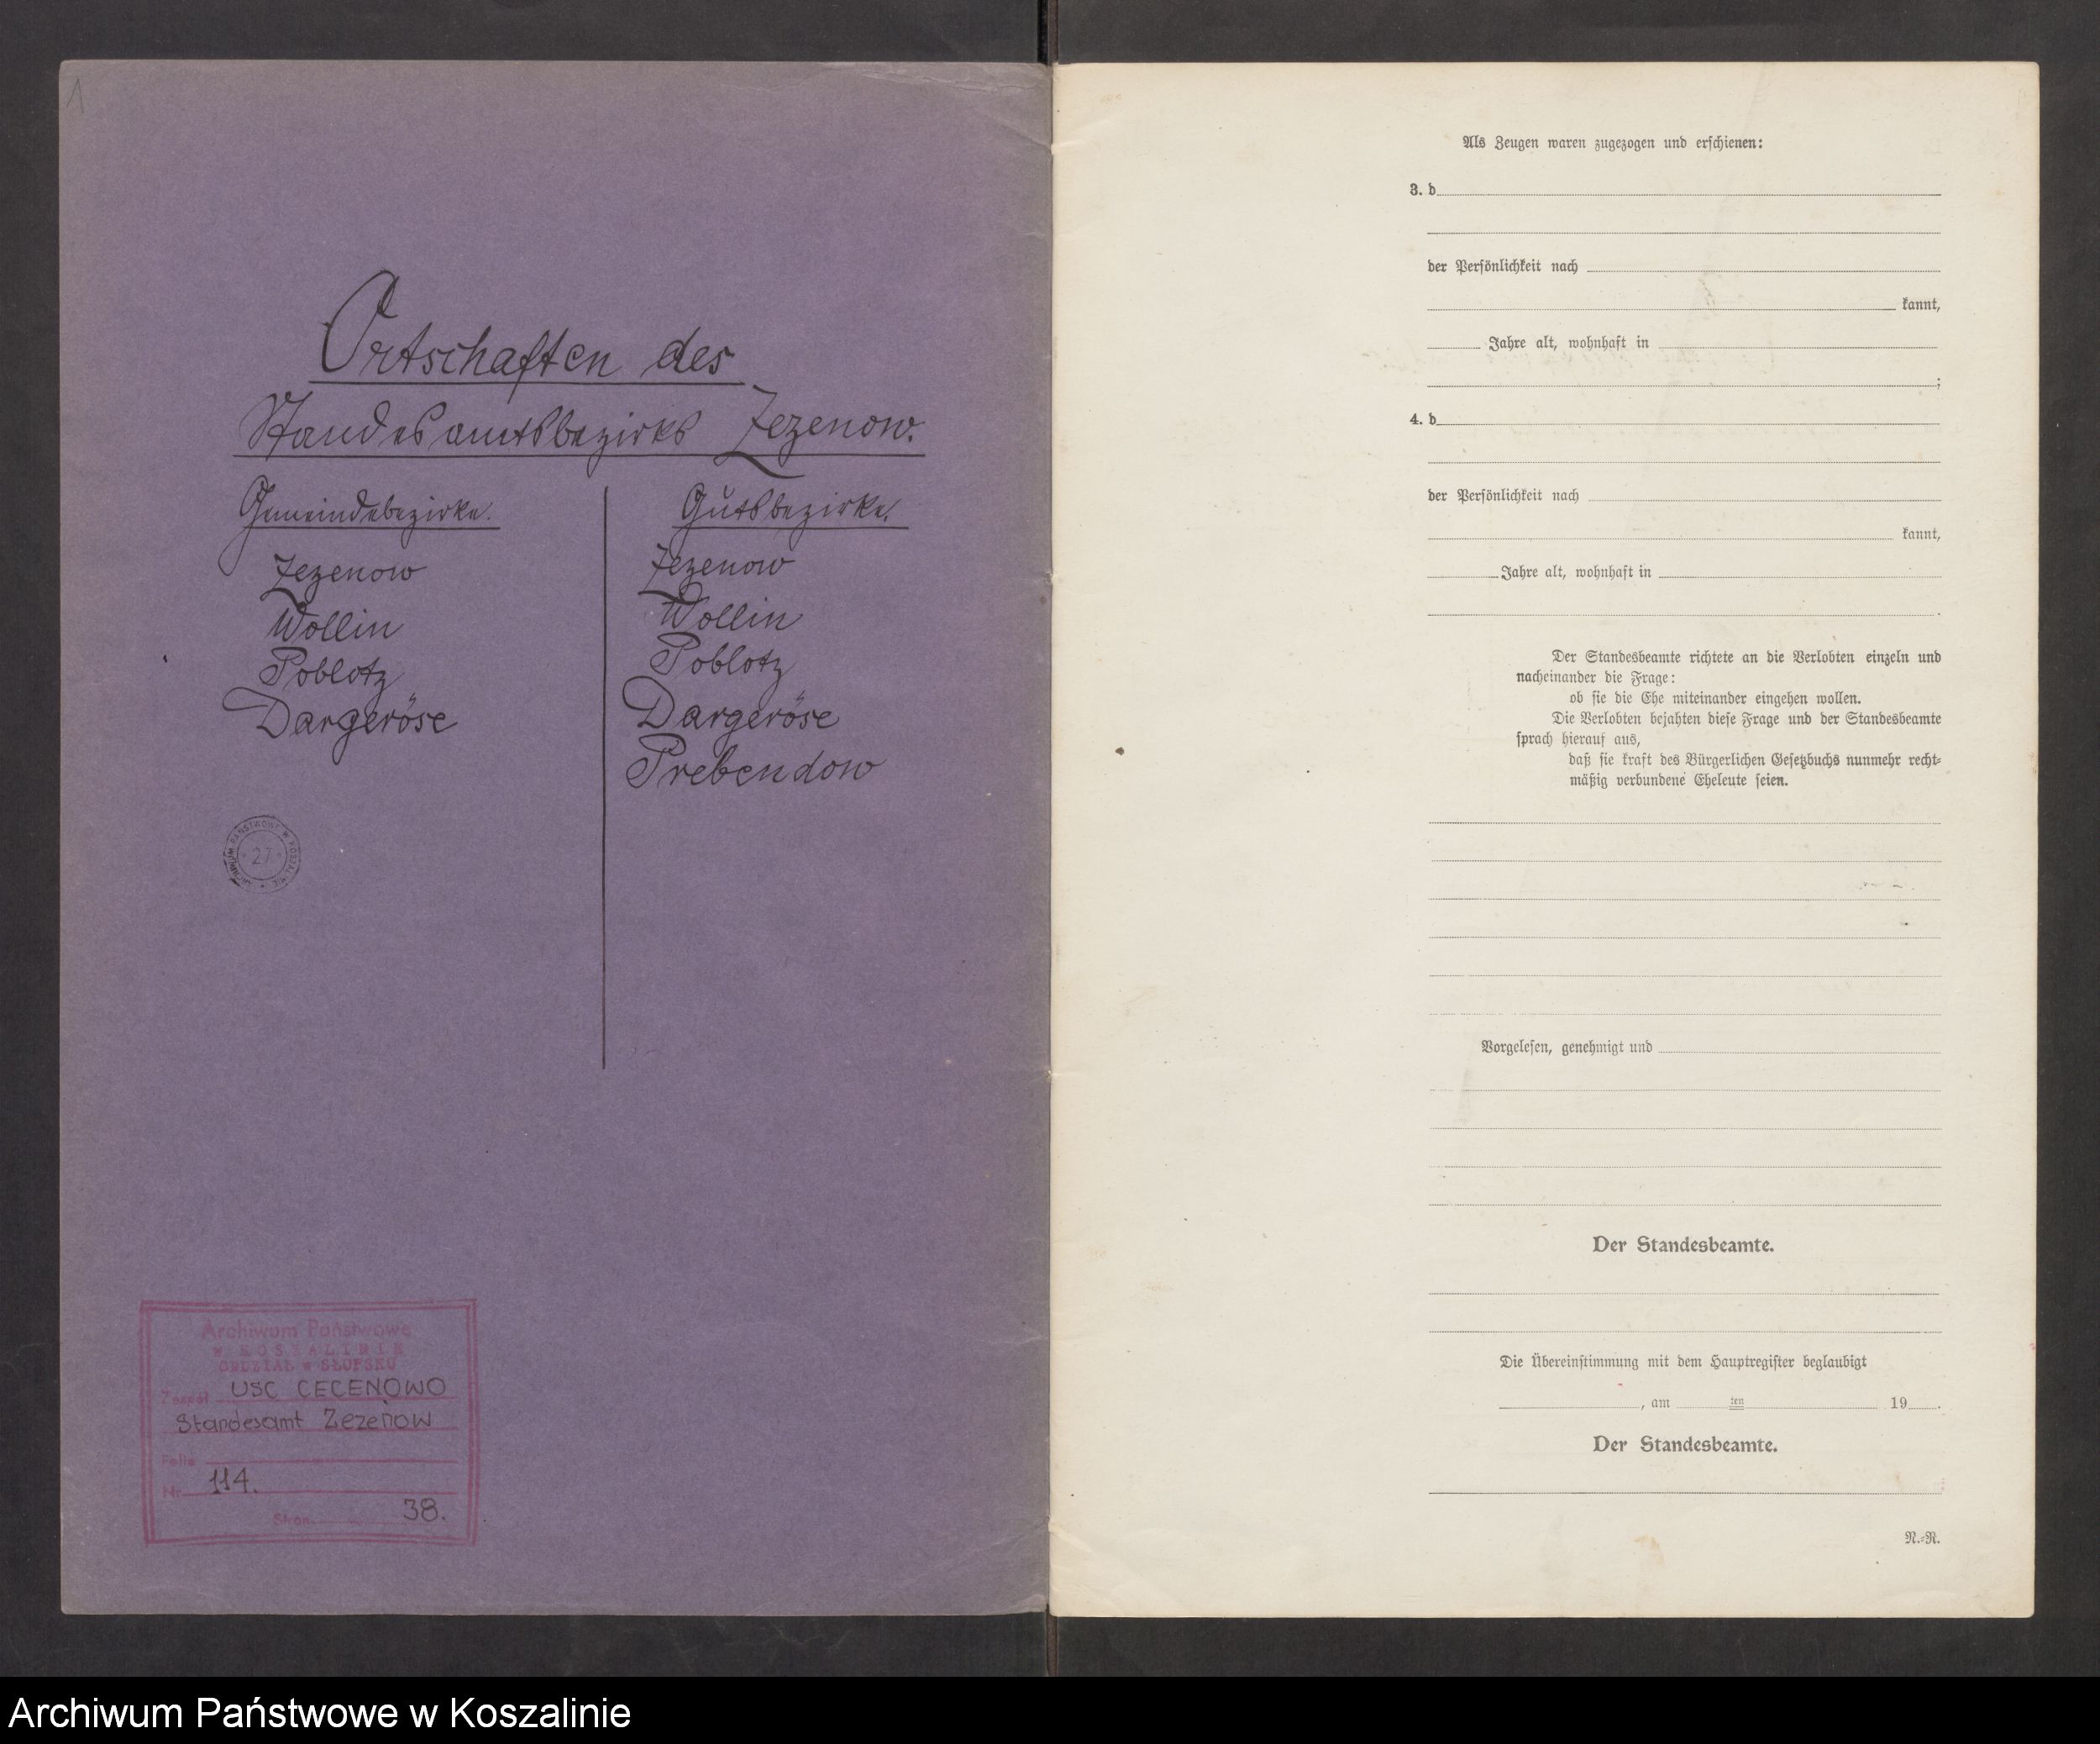 1
Ortschaften des
Standesamtsbezirks Zezenow.
Gemeindebezirke.
Zezenow
Wollin
Poblotz
Dargeröse
Gutsbezirke.
Zezenow
Wollin
Poblotz
Dargeröse
Prebendow
ARCHIWUM PAŃSTWOWE W KOSZALINIE
27
Archiwum Państwowe
W KOSZALINIE
ODDZIAŁ w SŁUPSKU
Zespół USC CECENOWO
Standesamt Zezenow
Nr 114.
Stron 38.
Als Zeugen waren zugezogen und erschienen:
3. d
der Persönlichkeit nach
kannt,
Jahre alt, wohnhaft in
;
4. d
der Persönlichkeit nach
kannt,
Jahre alt, wohnhaft in
.
Der Standesbeamte richtete an die Verlobten einzeln und
nacheinander die Frage:
ob sie die Ehe miteinander eingehen wollen.
Die Verlobten bejahten diese Frage und der Standesbeamte
sprach hierauf aus,
daß sie kraft des Bürgerlichen Gesetzbuchs nunmehr recht-
mäßig verbundene Eheleute seien.
Vorgelesen, genehmigt und
Der Standesbeamte.
Die Übereinstimmung mit dem Hauptregister beglaubigt
, am ten 19 .
Der Standesbeamte.
N.-R.
Archiwum Państwowe w Koszalinie